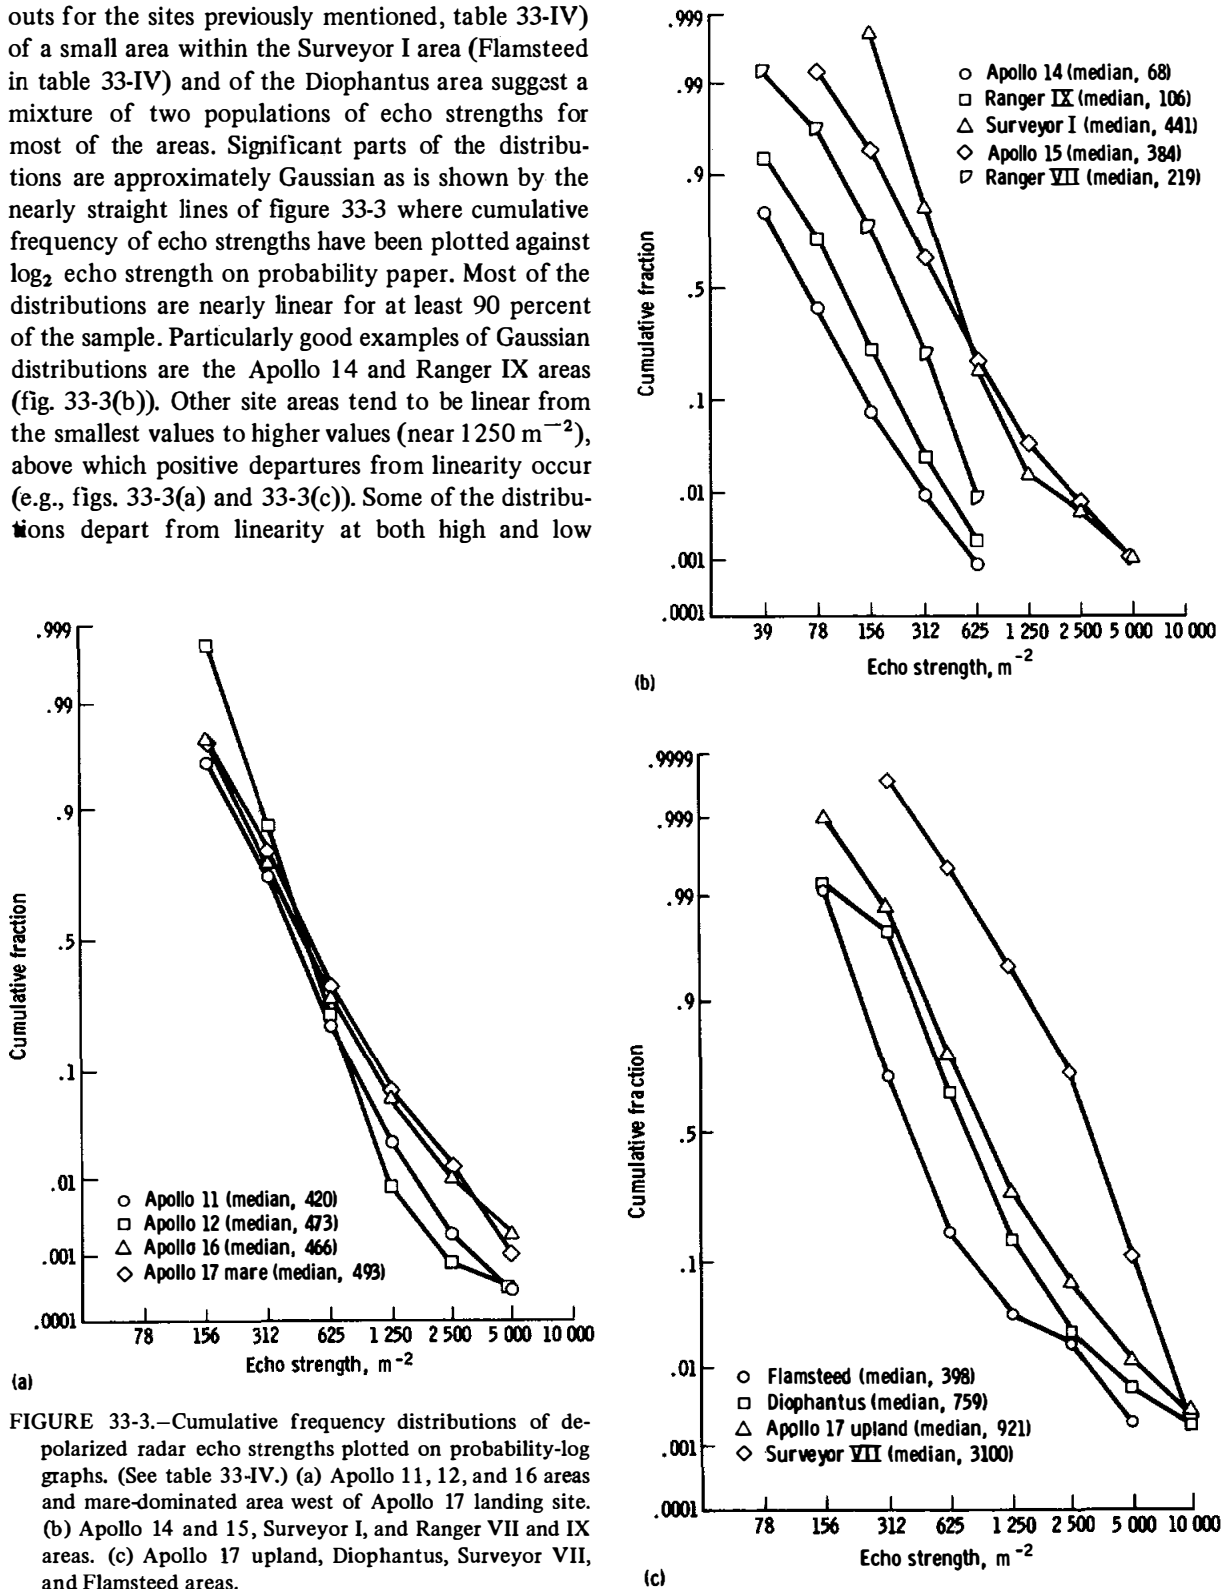 outs for the sites previously mentioned, table 33-IV)
of a small area within the Surveyor I area (Flamsteed
in table 33-IV) and of the Diophantus area suggest a
mixture of two populations of echo strengths for
most of the areas. Significant parts of the distribu-
tions are approximately Gaussian as is shown by the
nearly straight lines of figure 33-3 where cumulative
frequency of echo strengths have been plotted against
log₂ echo strength on probability paper. Most of the
distributions are nearly linear for at least 90 percent
of the sample. Particularly good examples of Gaussian
distributions are the Apollo 14 and Ranger IX areas
(fig. 33-3(b)). Other site areas tend to be linear from
the smallest values to higher values (near 1250 m⁻²),
above which positive departures from linearity occur
(e.g., figs. 33-3(a) and 33-3(c)). Some of the distribu-
tions depart from linearity at both high and low
.999
.99
.9
.5
.1
.01
.001
.0001
Cumulative fraction
Apollo 11 (median, 420)
Apollo 12 (median, 473)
Apollo 16 (median, 466)
Apollo 17 mare (median, 493)
78 156 312 625 1 250 2 500 5 000 10 000
Echo strength, m⁻²
(a)
FIGURE 33-3.—Cumulative frequency distributions of de-
polarized radar echo strengths plotted on probability-log
graphs. (See table 33-IV.) (a) Apollo 11, 12, and 16 areas
and mare-dominated area west of Apollo 17 landing site.
(b) Apollo 14 and 15, Surveyor I, and Ranger VII and IX
areas. (c) Apollo 17 upland, Diophantus, Surveyor VII,
and Flamsteed areas.
.999
.99
.9
.5
.1
.01
.001
.0001
Cumulative fraction
Apollo 14 (median, 68)
Ranger IX (median, 106)
Surveyor I (median, 441)
Apollo 15 (median, 384)
Ranger VII (median, 219)
39 78 156 312 625 1 250 2 500 5 000 10 000
Echo strength, m⁻²
(b)
.9999
.999
.99
.9
.5
.1
.01
.001
.0001
Cumulative fraction
Flamsteed (median, 398)
Diophantus (median, 759)
Apollo 17 upland (median, 921)
Surveyor VII (median, 3100)
78 156 312 625 1 250 2 500 5 000 10 000
Echo strength, m⁻²
(c)